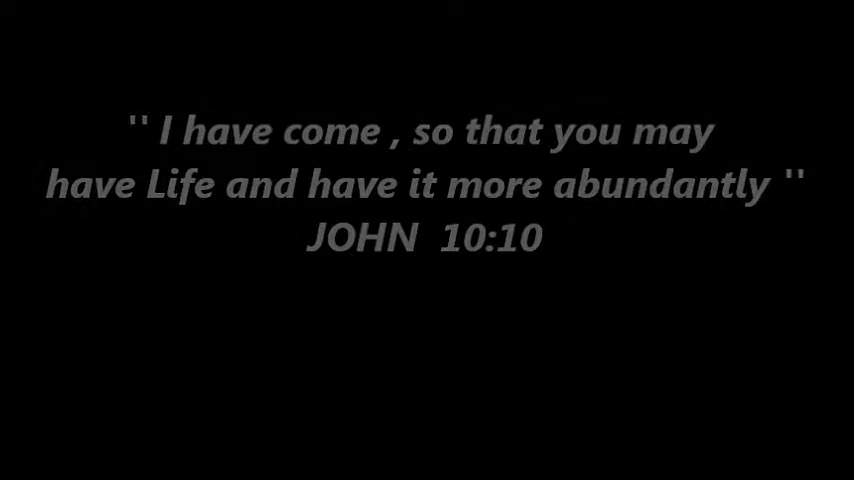 '' I have come , so that you may
have Life and have it more abundantly ''
JOHN 10:10